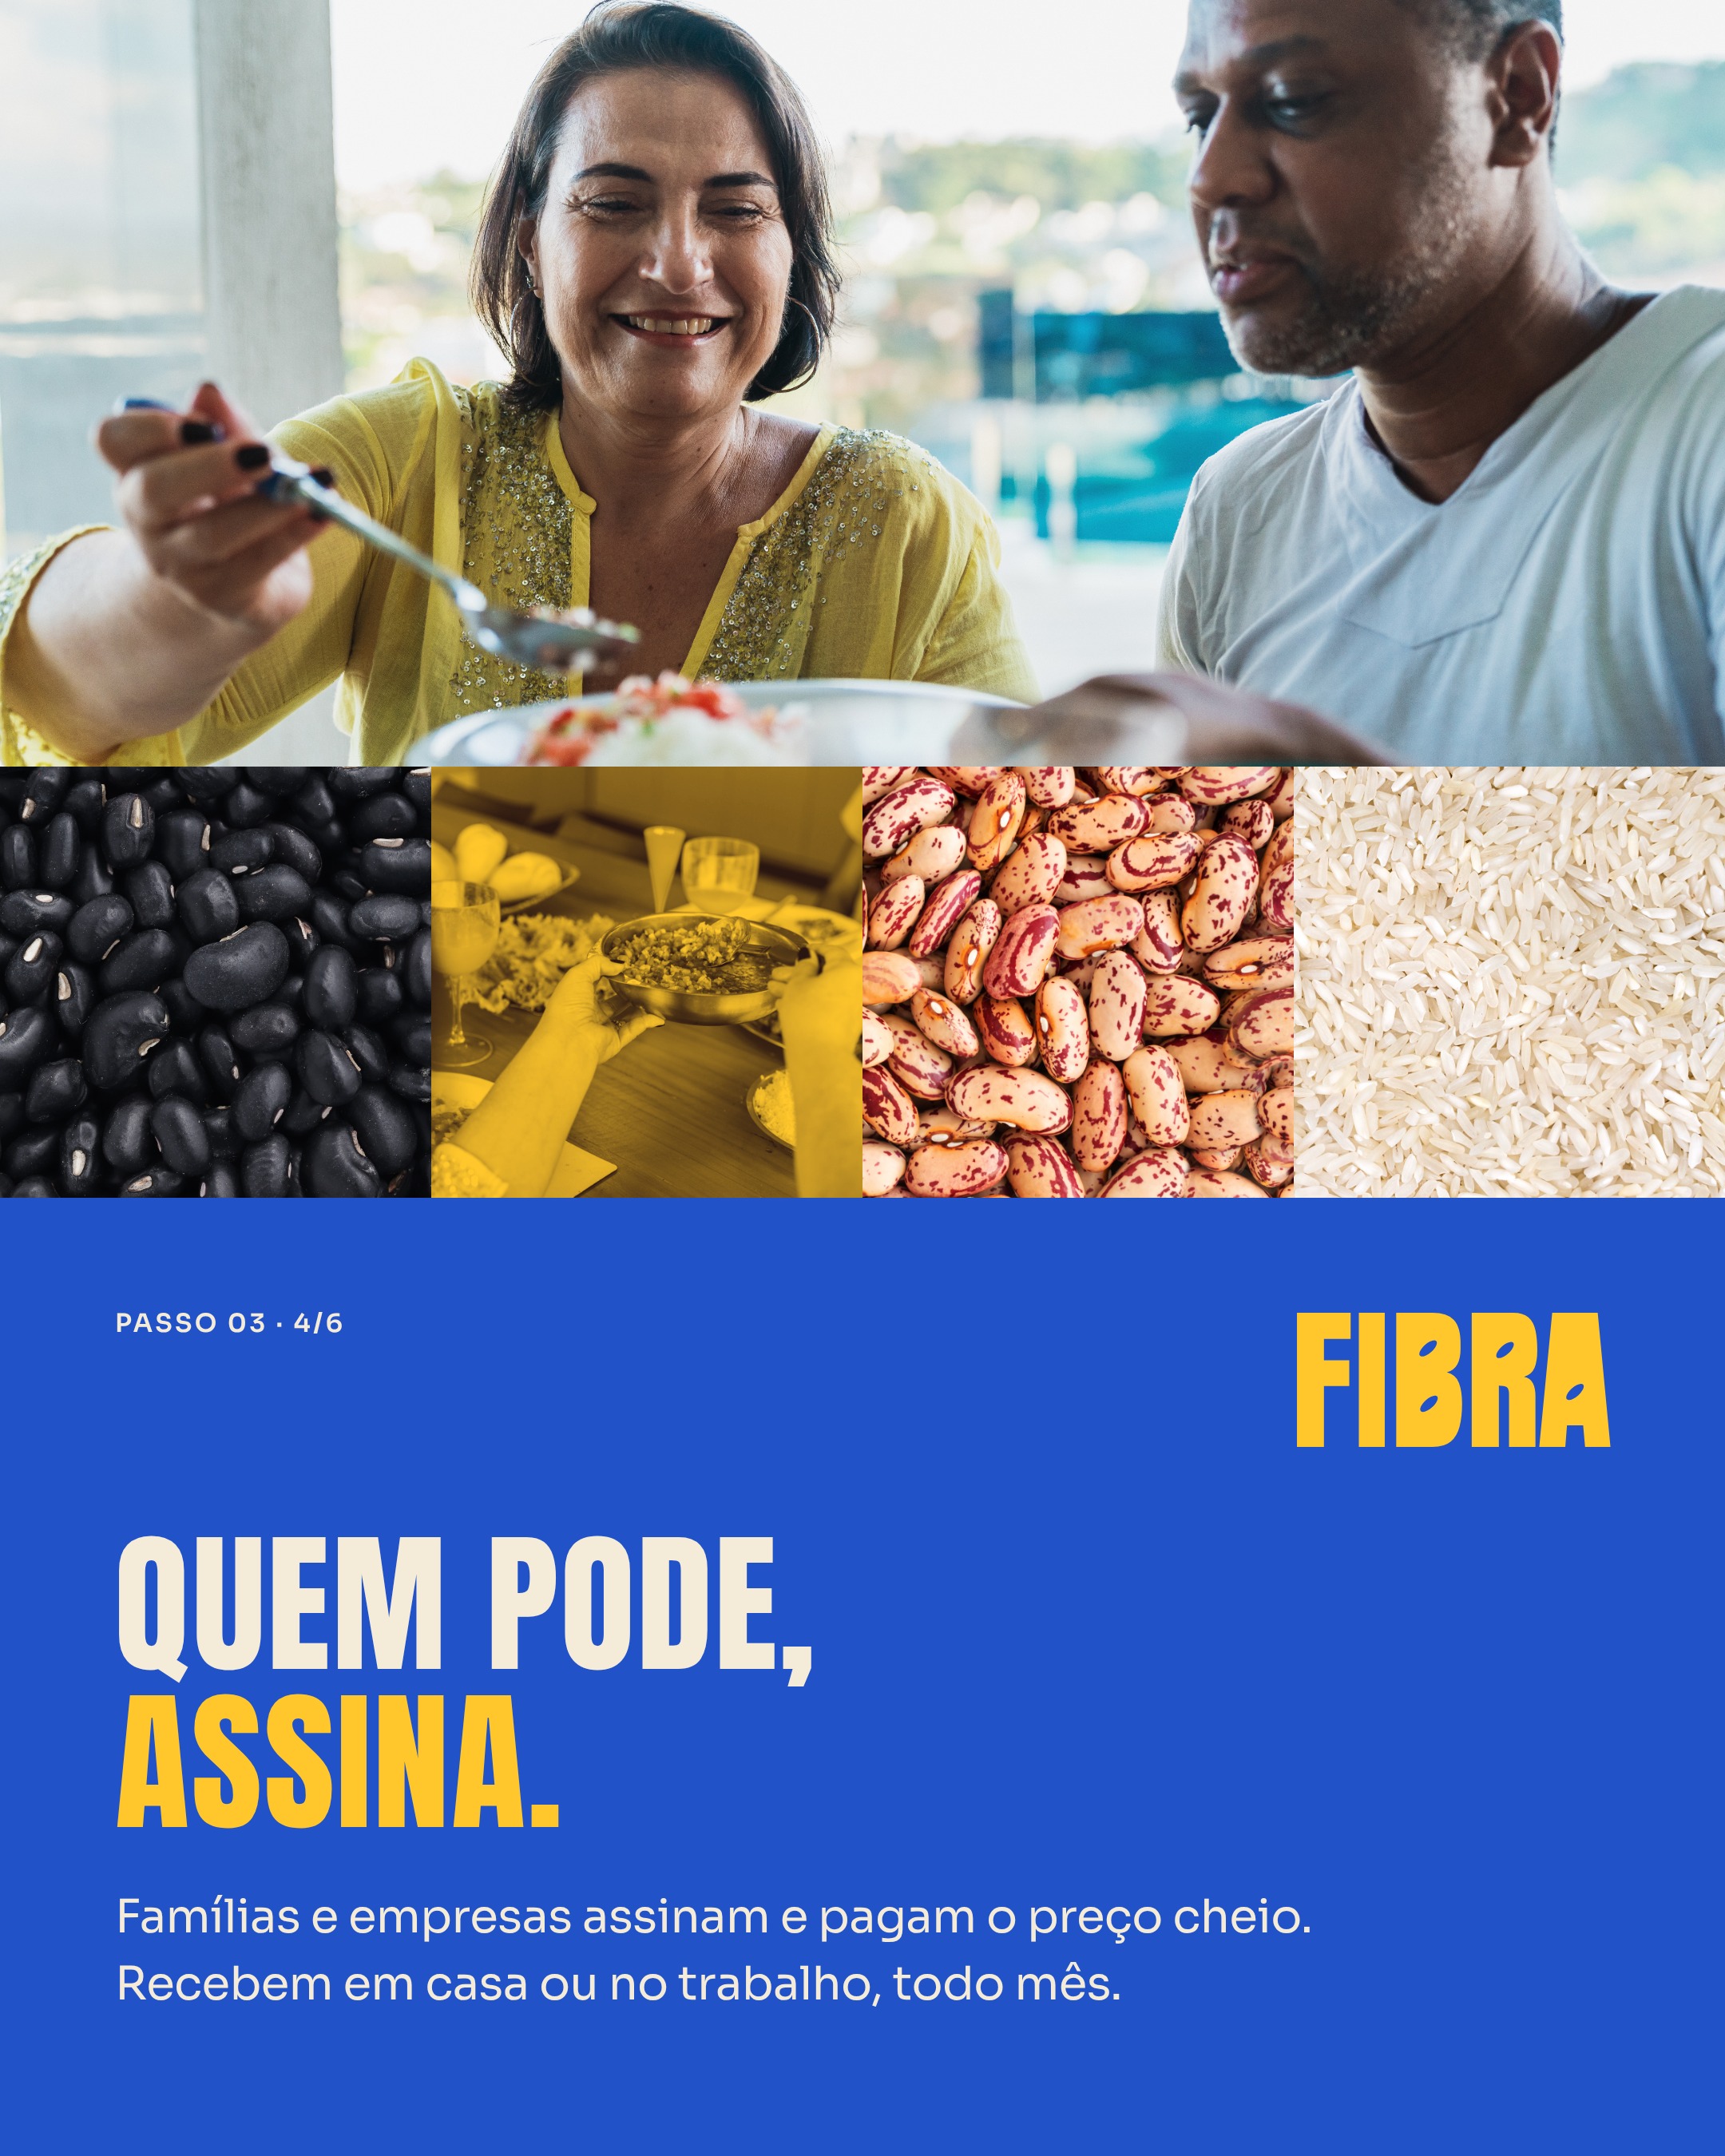 PASSO 03 · 4/6
FIBRA
QUEM PODE,
ASSINA.
Famílias e empresas assinam e pagam o preço cheio.
Recebem em casa ou no trabalho, todo mês.